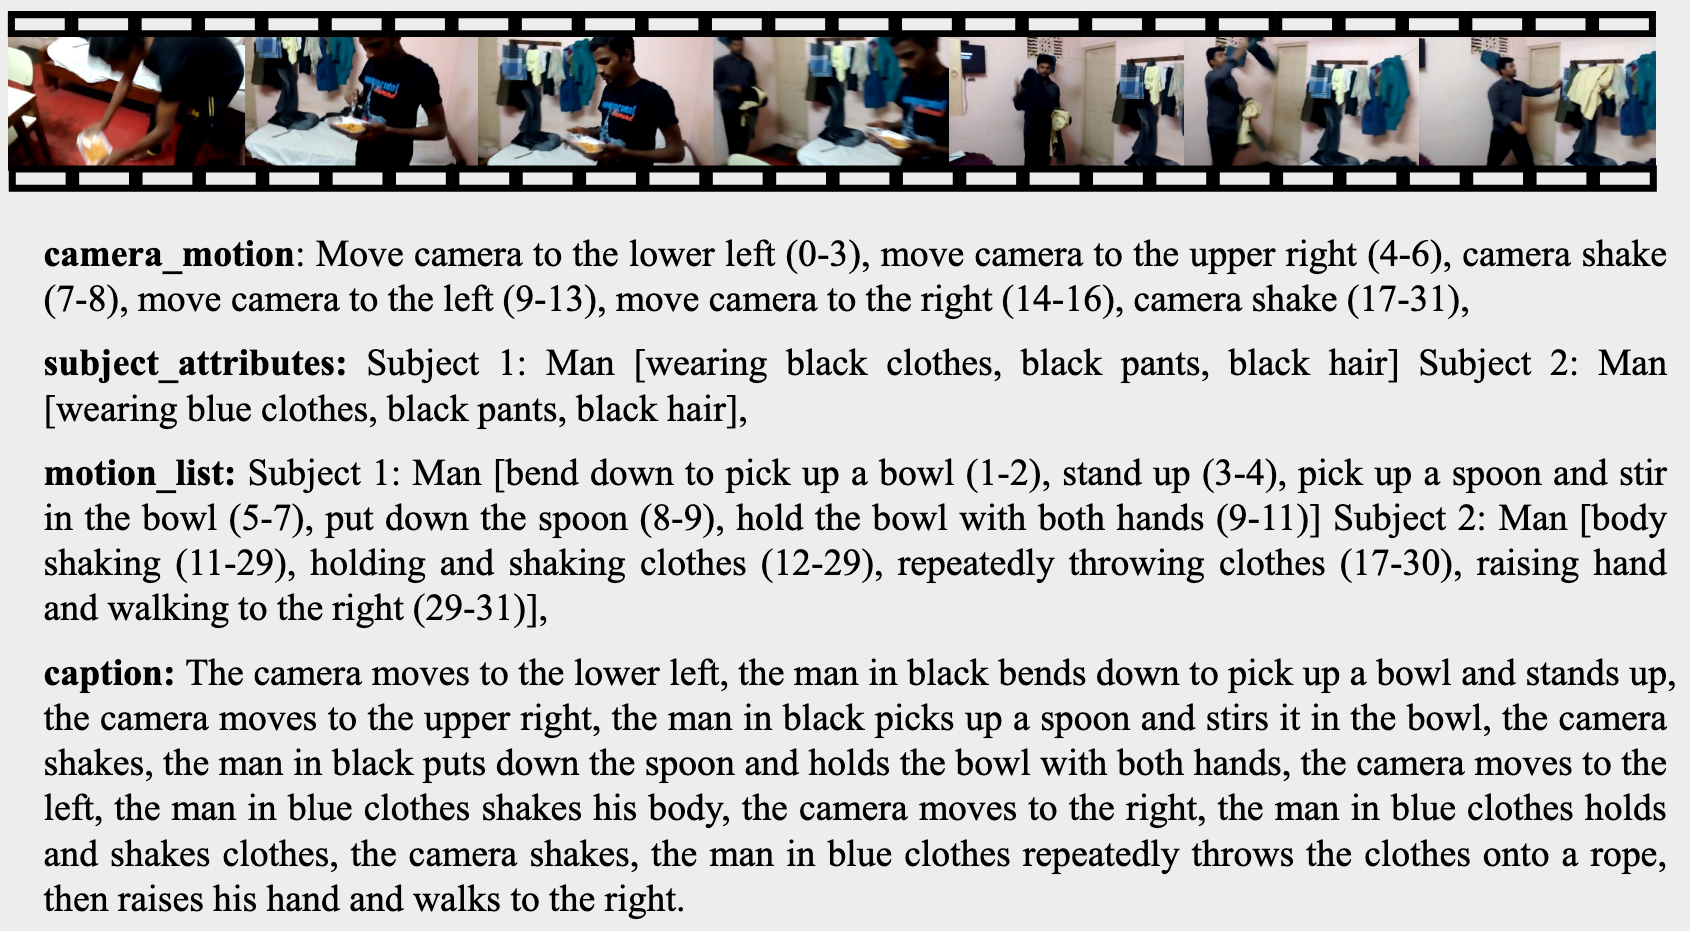 camera_motion: Move camera to the lower left (0-3), move camera to the upper right (4-6), camera shake
(7-8), move camera to the left (9-13), move camera to the right (14-16), camera shake (17-31),
subject_attributes: Subject 1: Man [wearing black clothes, black pants, black hair] Subject 2: Man
[wearing blue clothes, black pants, black hair],
motion_list: Subject 1: Man [bend down to pick up a bowl (1-2), stand up (3-4), pick up a spoon and stir
in the bowl (5-7), put down the spoon (8-9), hold the bowl with both hands (9-11)] Subject 2: Man [body
shaking (11-29), holding and shaking clothes (12-29), repeatedly throwing clothes (17-30), raising hand
and walking to the right (29-31)],
caption: The camera moves to the lower left, the man in black bends down to pick up a bowl and stands up,
the camera moves to the upper right, the man in black picks up a spoon and stirs it in the bowl, the camera
shakes, the man in black puts down the spoon and holds the bowl with both hands, the camera moves to the
left, the man in blue clothes shakes his body, the camera moves to the right, the man in blue clothes holds
and shakes clothes, the camera shakes, the man in blue clothes repeatedly throws the clothes onto a rope,
then raises his hand and walks to the right.